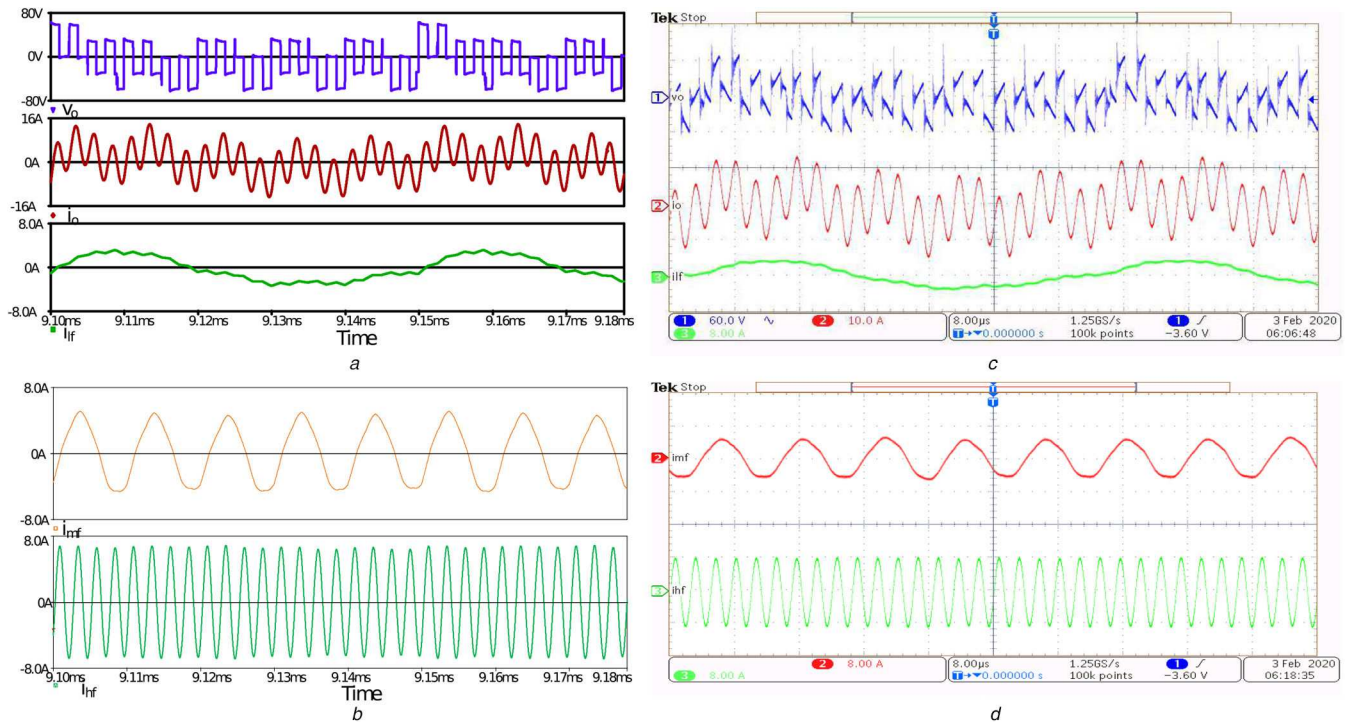 80V
0V
-80V
Vo
16A
0A
-16A
io
8.0A
0A
-8.0A
9.10ms 9.11ms 9.12ms 9.13ms 9.14ms 9.15ms 9.16ms 9.17ms 9.18ms
ilf
Time
a
Tek Stop
T
T
1 vo
2 io
3 ilf
1 60.0 V ∿ 2 10.0 A
3 8.00 A
8.00µs
T→▼0.000000 s
1.25GS/s
100k points
1 ƒ
−3.60 V
3 Feb 2020
06:06:48
c
8.0A
0A
-8.0A
imf
8.0A
0A
-8.0A
9.10ms 9.11ms 9.12ms 9.13ms 9.14ms 9.15ms 9.16ms 9.17ms 9.18ms
ihf
Time
b
Tek Stop
T
T
2 imf
3 ihf
2 8.00 A
3 8.00 A
8.00µs
T→▼0.000000 s
1.25GS/s
100k points
1 ƒ
−3.60 V
3 Feb 2020
06:18:35
d